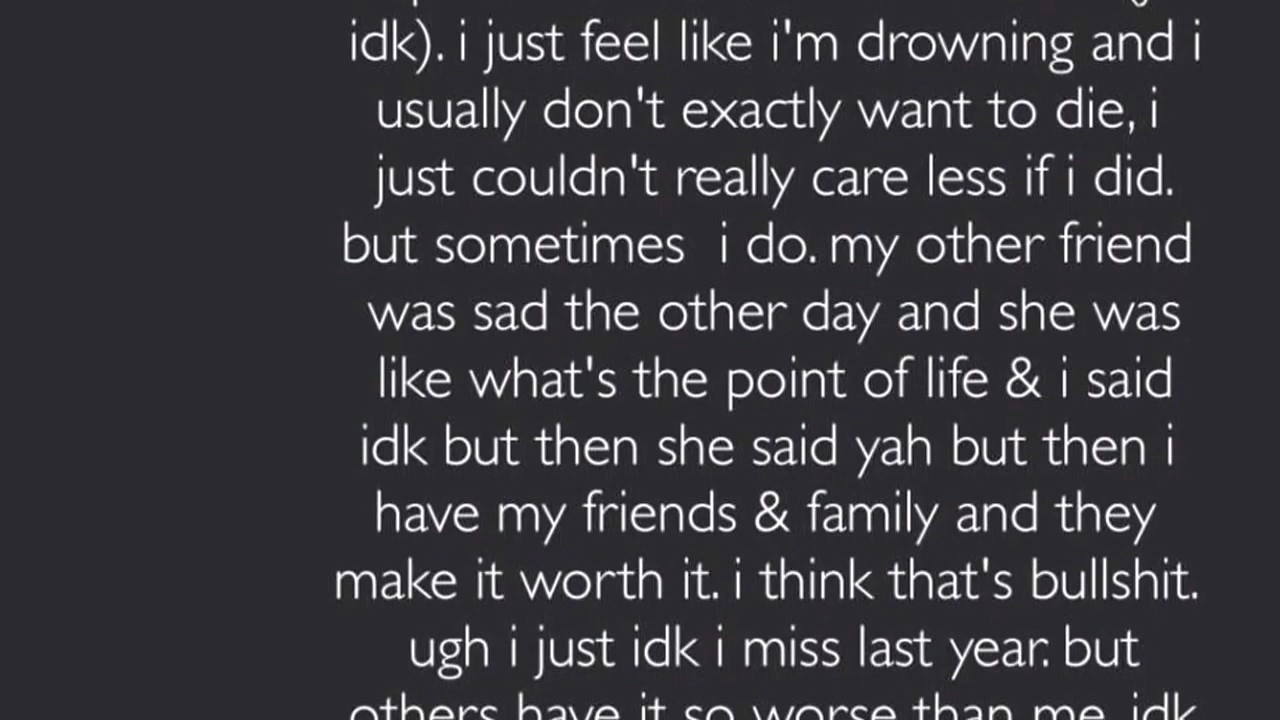 idk). i just feel like i'm drowning and i
usually don't exactly want to die, i
just couldn't really care less if i did.
but sometimes  i do. my other friend
was sad the other day and she was
like what's the point of life & i said
idk but then she said yah but then i
have my friends & family and they
make it worth it. i think that's bullshit.
ugh i just idk i miss last year. but
others have it so worse than me. idk